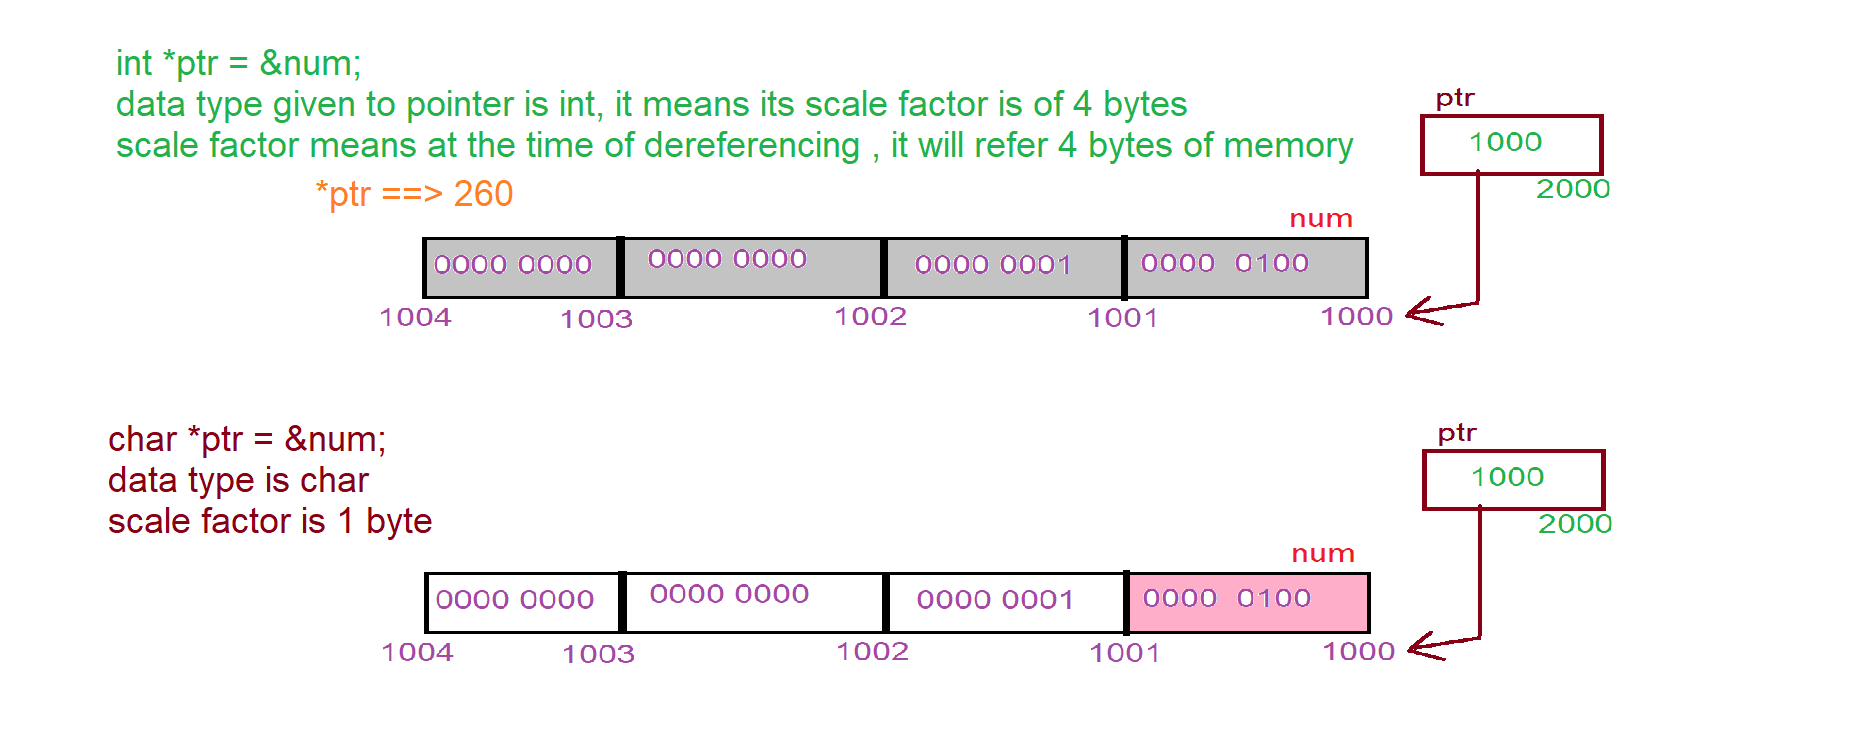 int *ptr = &num;
data type given to pointer is int, it means its scale factor is of 4 bytes
ptr
scale factor means at the time of dereferencing , it will refer 4 bytes of memory
1000
*ptr ==> 260
2000
num
0000 0000 0000 0000 0000 0001 0000 0100
1004 1003 1002 1001 1000
char *ptr = &num;
ptr
data type is char
1000
scale factor is 1 byte
2000
num
0000 0000 0000 0000 0000 0001 0000 0100
1004 1003 1002 1001 1000